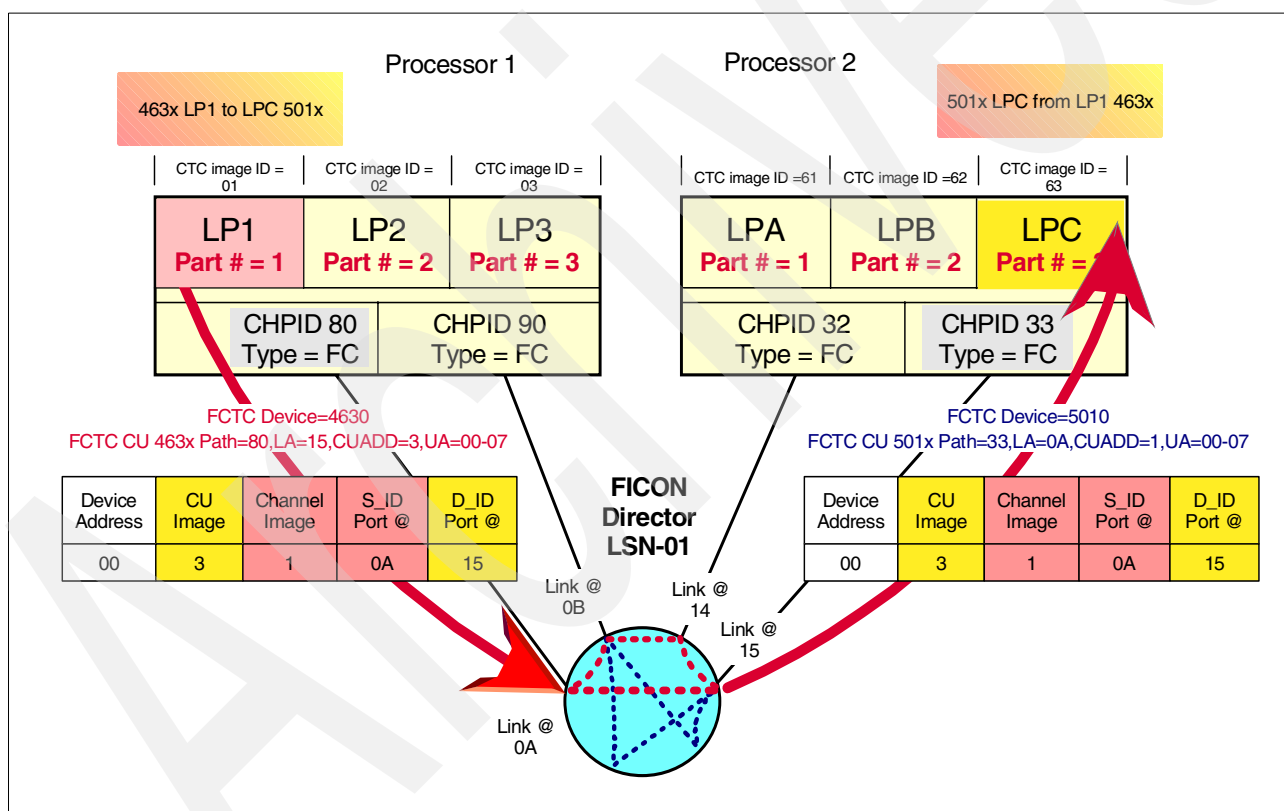 Processor 1
Processor 2
463x LP1 to LPC 501x
501x LPC from LP1 463x
CTC image ID =
01
CTC image ID =
02
CTC image ID =
03
CTC image ID =61
CTC image ID =62
CTC image ID =
63
LP1
Part # = 1
LP2
Part # = 2
LP3
Part # = 3
LPA
Part # = 1
LPB
Part # = 2
LPC
Part # =
CHPID 80
Type = FC
CHPID 90
Type = FC
CHPID 32
Type = FC
CHPID 33
Type = FC
FCTC Device=4630
FCTC CU 463x Path=80,LA=15,CUADD=3,UA=00-07
FCTC Device=5010
FCTC CU 501x Path=33,LA=0A,CUADD=1,UA=00-07
Device
Address
CU
Image
Channel
Image
S_ID
Port @
D_ID
Port @
00
3
1
0A
15
FICON
Director
LSN-01
Device
Address
CU
Image
Channel
Image
S_ID
Port @
D_ID
Port @
00
3
1
0A
15
Link @
0B
Link @
14
Link @
15
Link @
0A